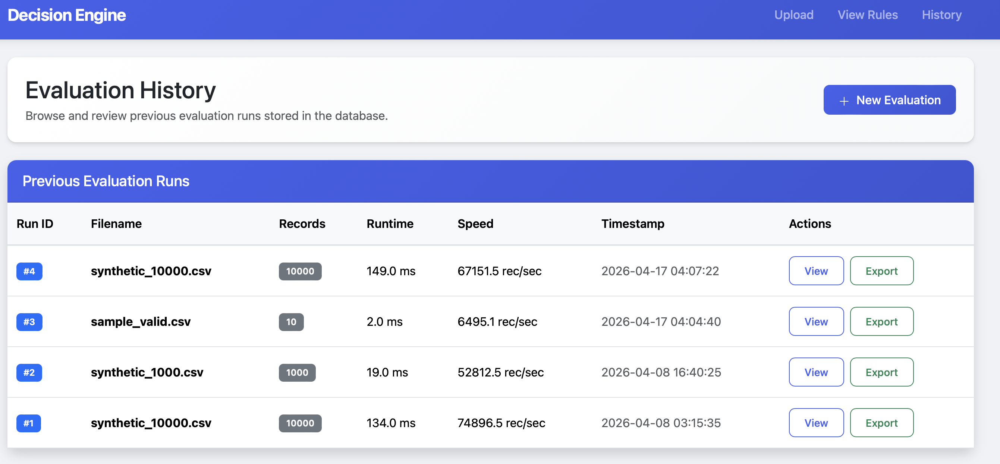 Decision Engine
Upload View Rules History
Evaluation History
Browse and review previous evaluation runs stored in the database.
+ New Evaluation
Previous Evaluation Runs
Run ID Filename Records Runtime Speed Timestamp Actions
#4 synthetic_10000.csv 10000 149.0 ms 67151.5 rec/sec 2026-04-17 04:07:22 View Export
#3 sample_valid.csv 10 2.0 ms 6495.1 rec/sec 2026-04-17 04:04:40 View Export
#2 synthetic_1000.csv 1000 19.0 ms 52812.5 rec/sec 2026-04-08 16:40:25 View Export
#1 synthetic_10000.csv 10000 134.0 ms 74896.5 rec/sec 2026-04-08 03:15:35 View Export